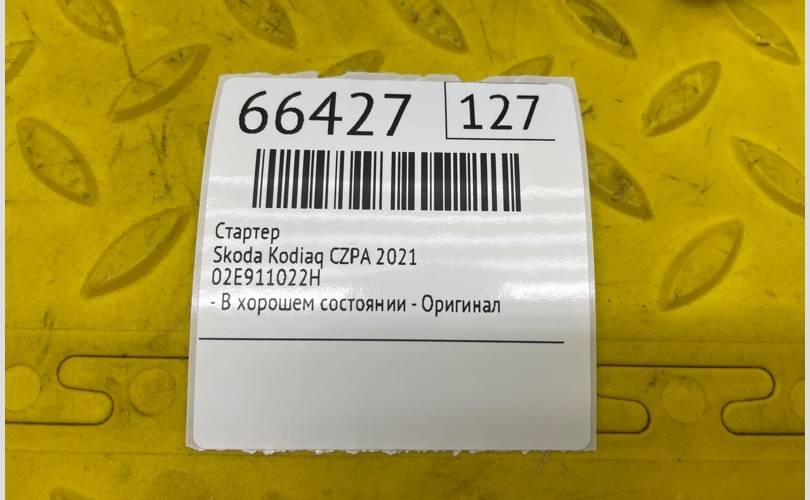 66427 127
Стартер
Skoda Kodiaq CZPA 2021
02E911022H
- В хорошем состоянии - Оригинал